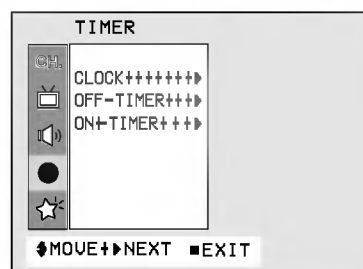 TIMER
CH.
CLOCK+++++++▶
OFF-TIMER+++▶
ON+TIMER+++▶
♦MOVE+▶NEXT ■EXIT